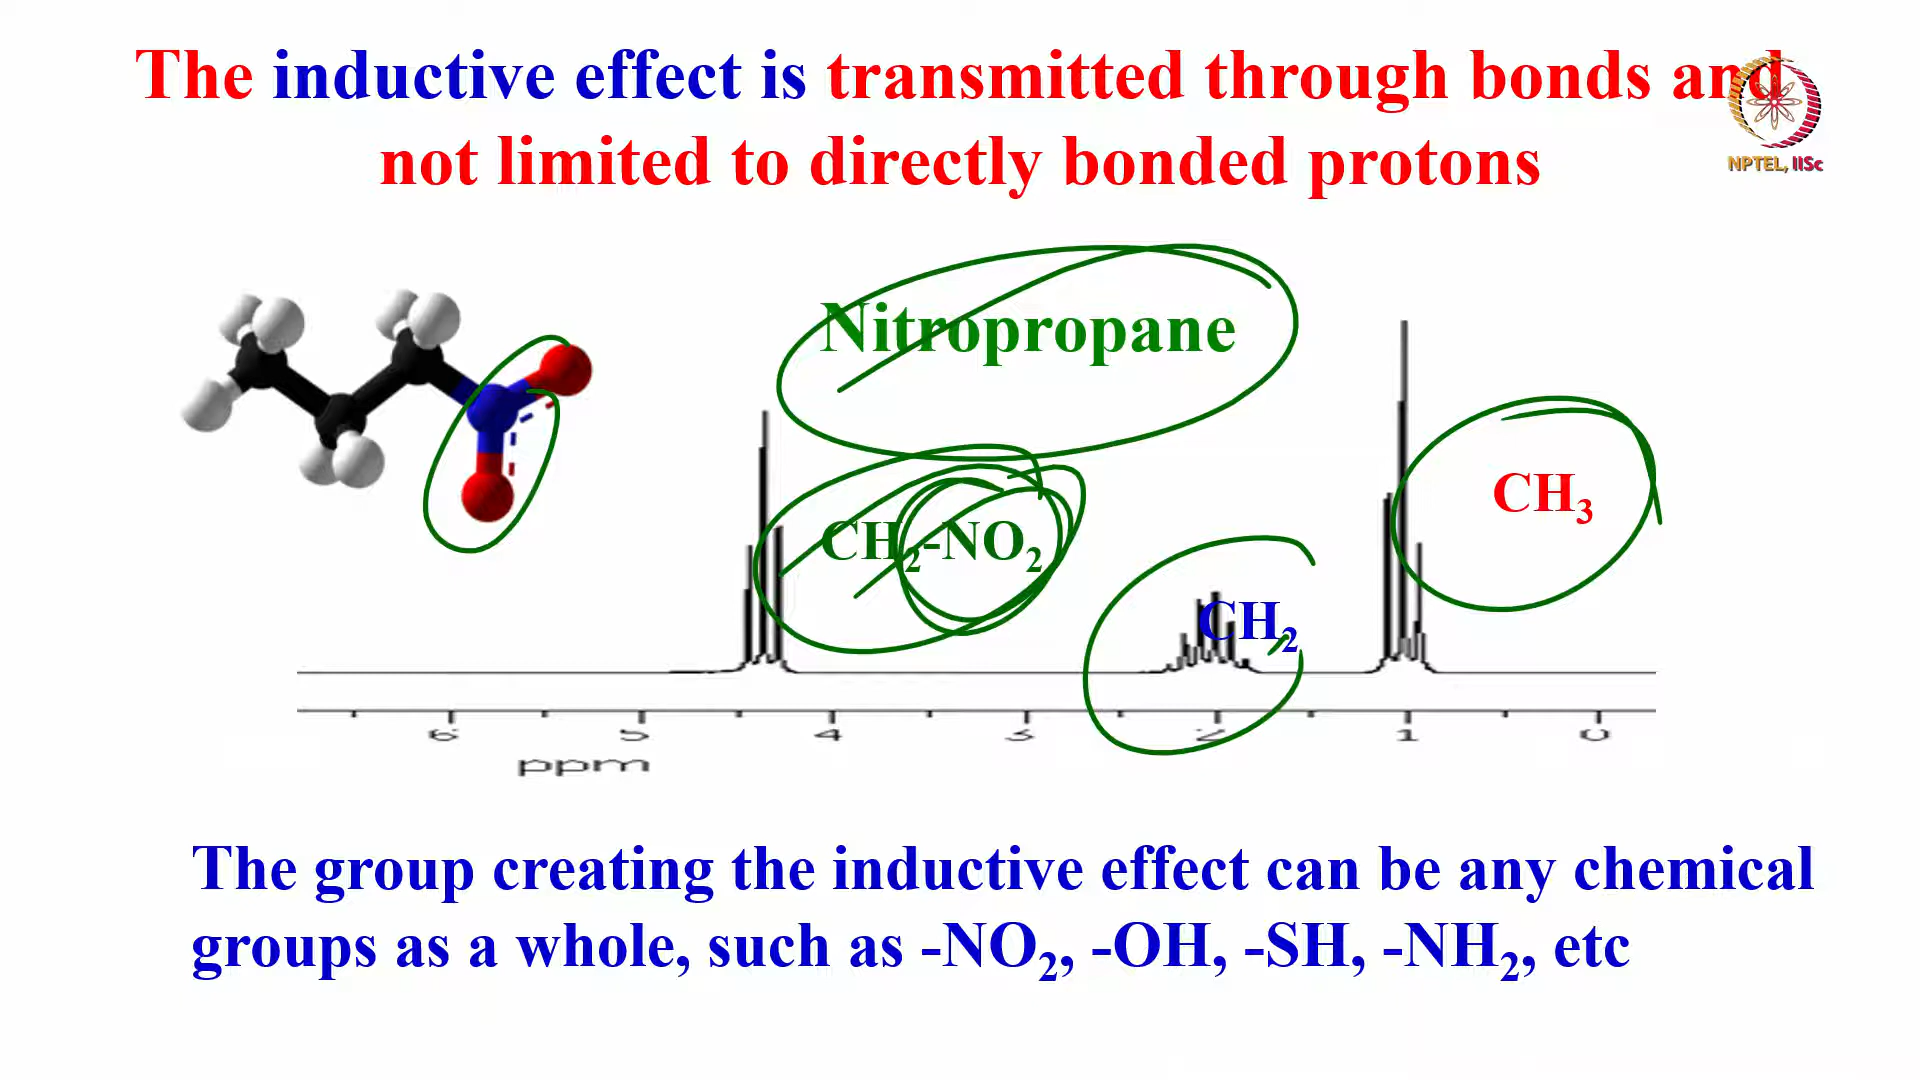 The inductive effect is transmitted through bonds and
not limited to directly bonded protons
NPTEL, IISc
Nitropropane
CH₃
CH₂-NO₂
CH₂
6 5 4 3 2 1 0
ppm
The group creating the inductive effect can be any chemical
groups as a whole, such as -NO₂, -OH, -SH, -NH₂, etc